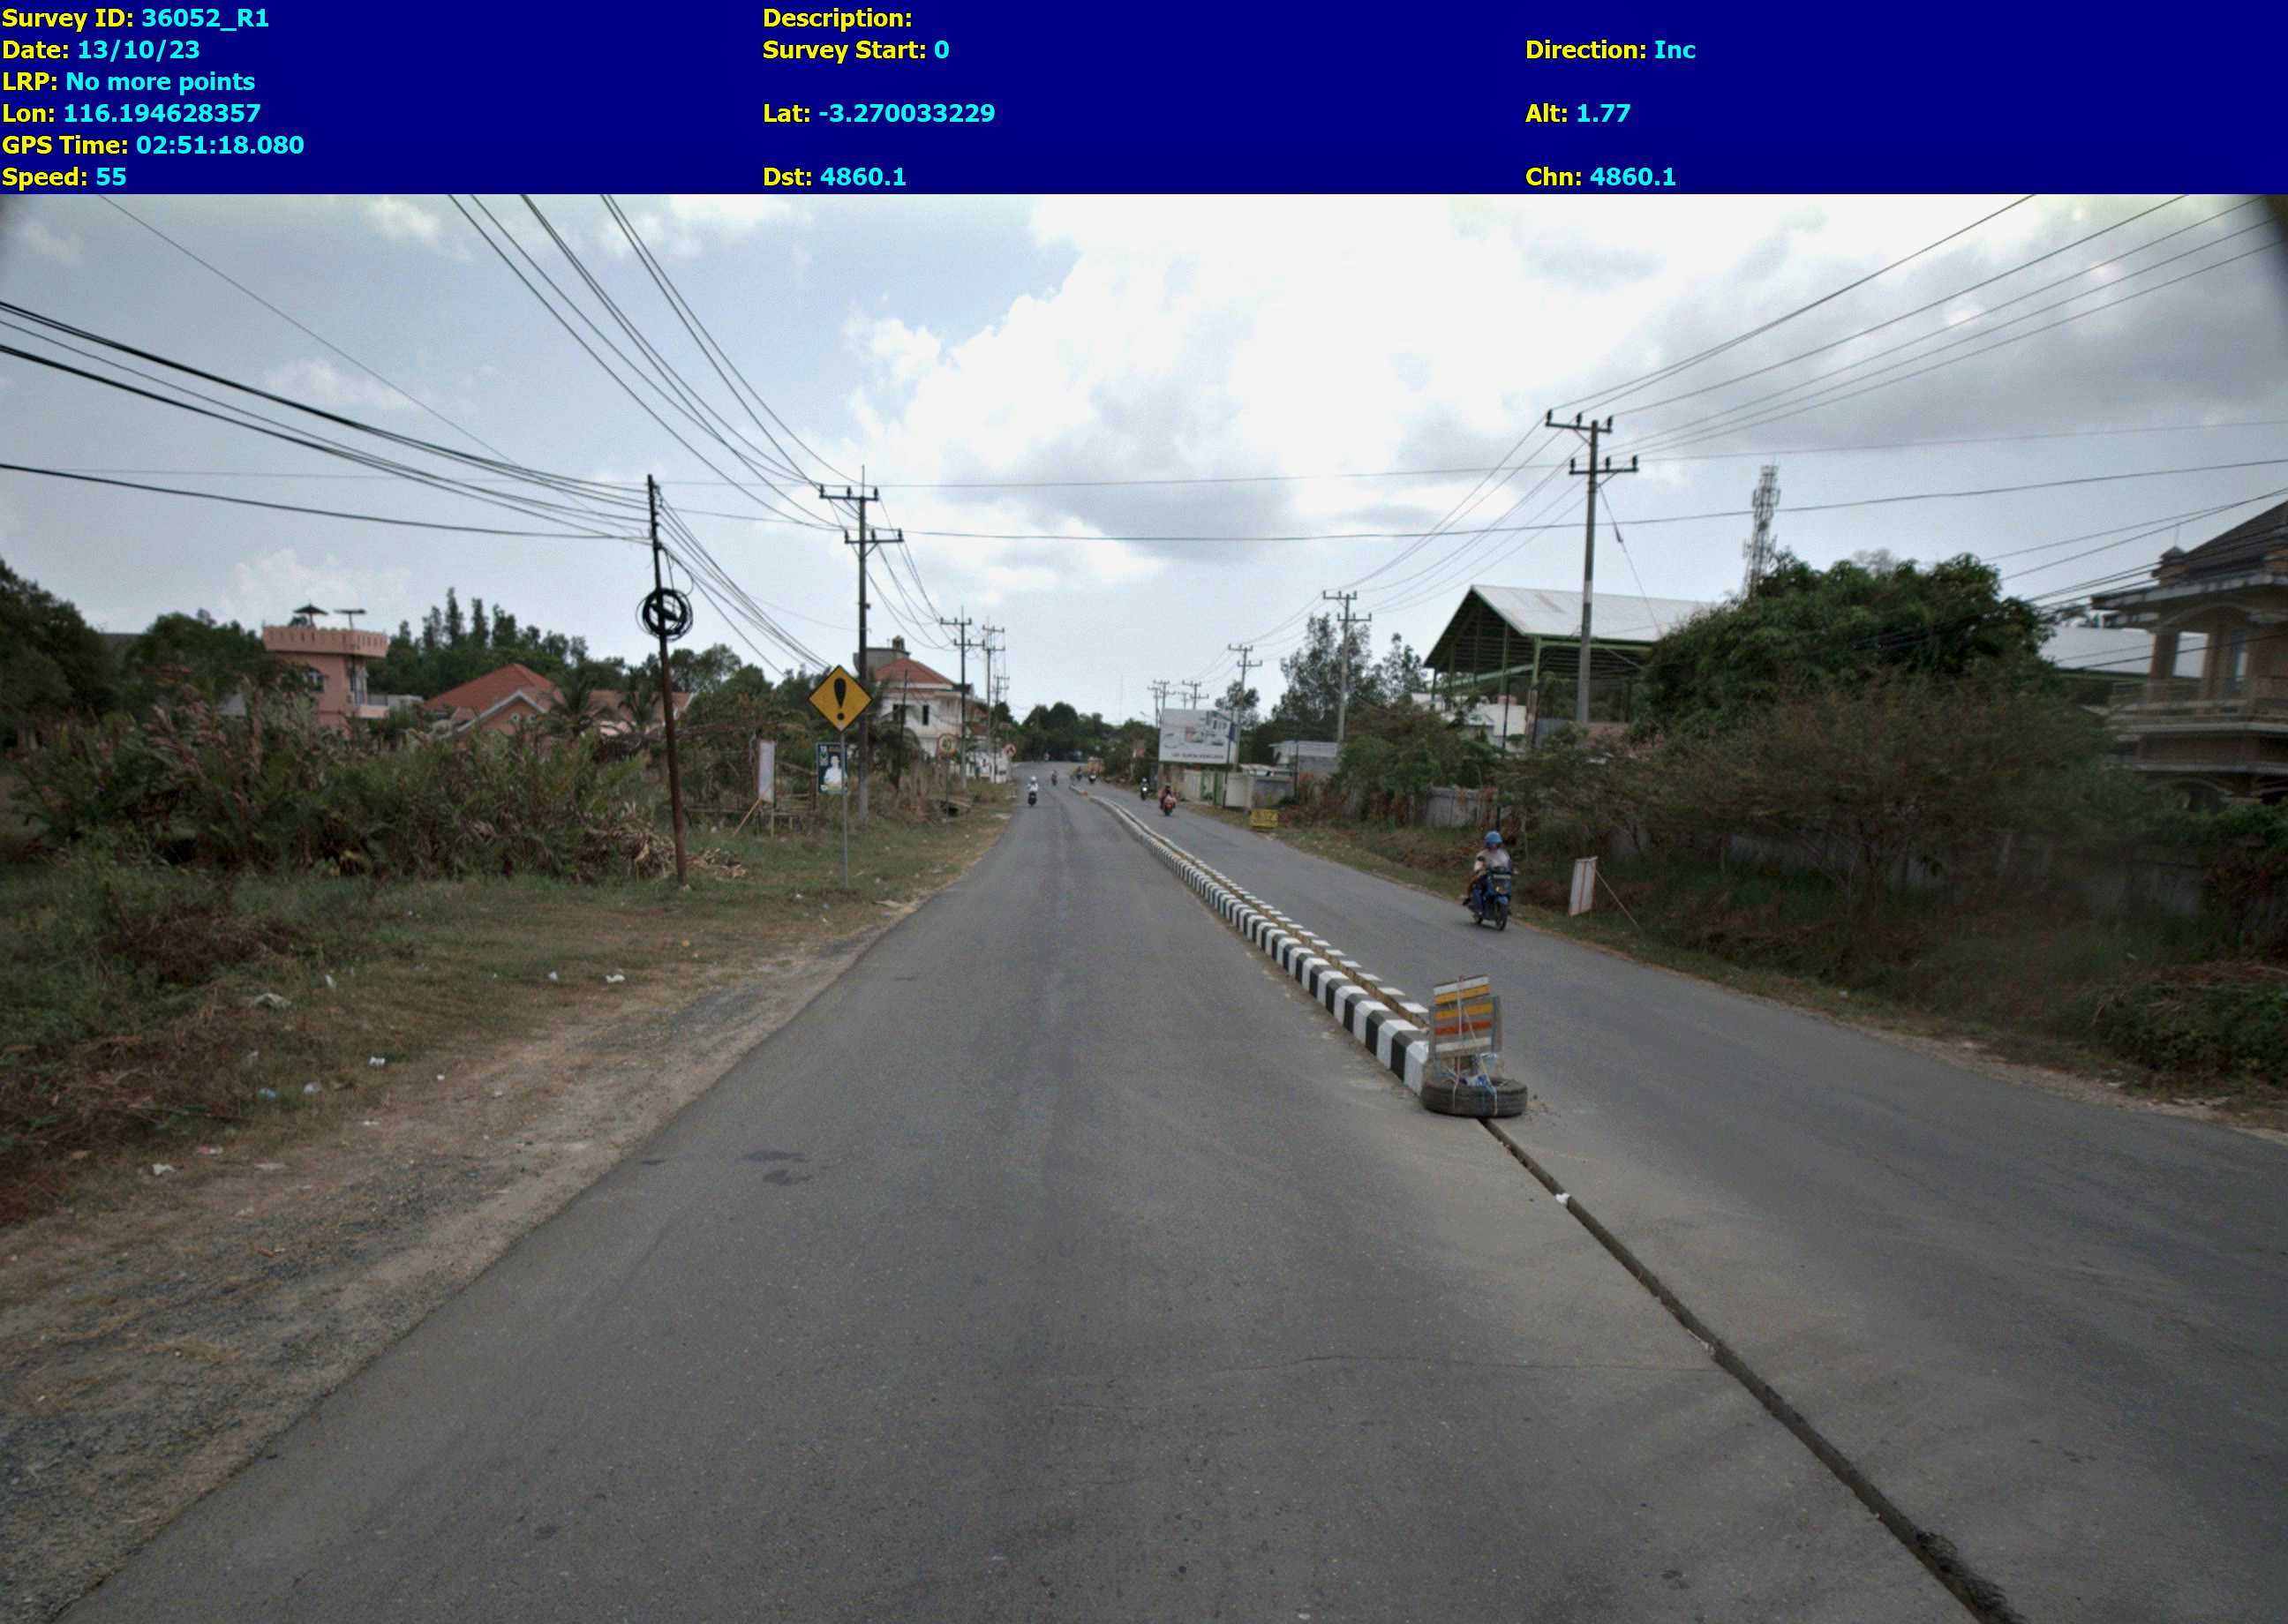 Survey ID: 36052_R1
Description:
Date: 13/10/23
Survey Start: 0
Direction: Inc
LRP: No more points
Lon: 116.194628357
Lat: -3.270033229
Alt: 1.77
GPS Time: 02:51:18.080
Speed: 55
Dst: 4860.1
Chn: 4860.1